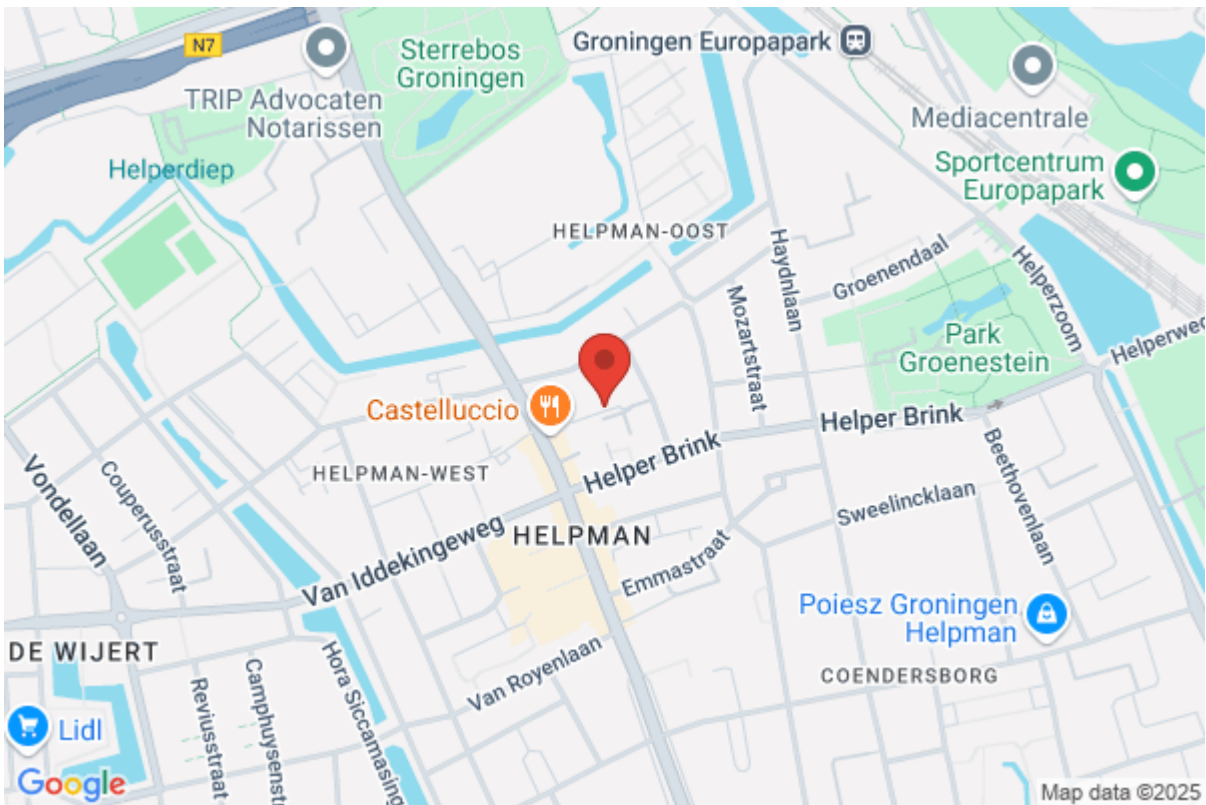 N7
Sterrebos
Groningen
Groningen Europapark
TRIP Advocaten
Notarissen
Mediacentrale
Sportcentrum
Europapark
Helperdiep
HELPMAN-OOST
Haydnlaan
Groenendaal
Helperzoom
Mozartstraat
Park
Groenestein
Helperweg
Castelluccio
Helper Brink
Helper Brink
HELPMAN-WEST
Vondellaan
Couperusstraat
Beethovenlaan
Sweelincklaan
HELPMAN
Van Iddekingeweg
Emmastraat
Poiesz Groningen
Helpman
DE WIJERT
Hora Siccamasing
Van Royenlaan
COENDERSBORG
Reviusstraat
Camphuysenst
Lidl
Google
Map data ©2025